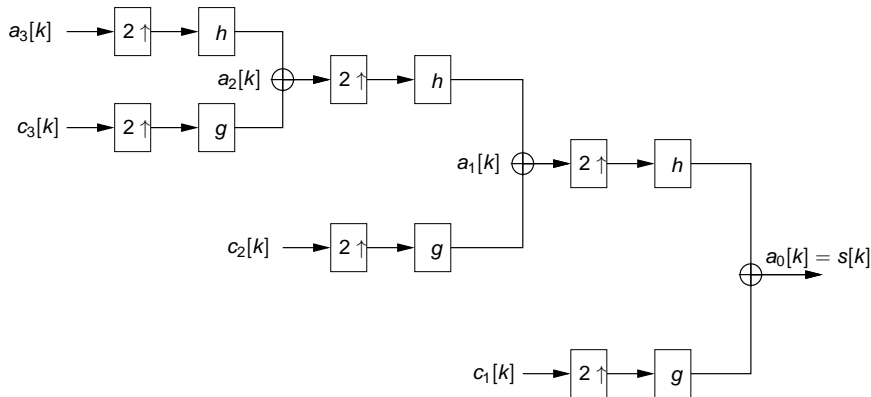 a₃[k] 2 ↑ h
a₂[k] 2 ↑ h
c₃[k] 2 ↑ g
a₁[k] 2 ↑ h
c₂[k] 2 ↑ g
a₀[k] = s[k]
c₁[k] 2 ↑ g